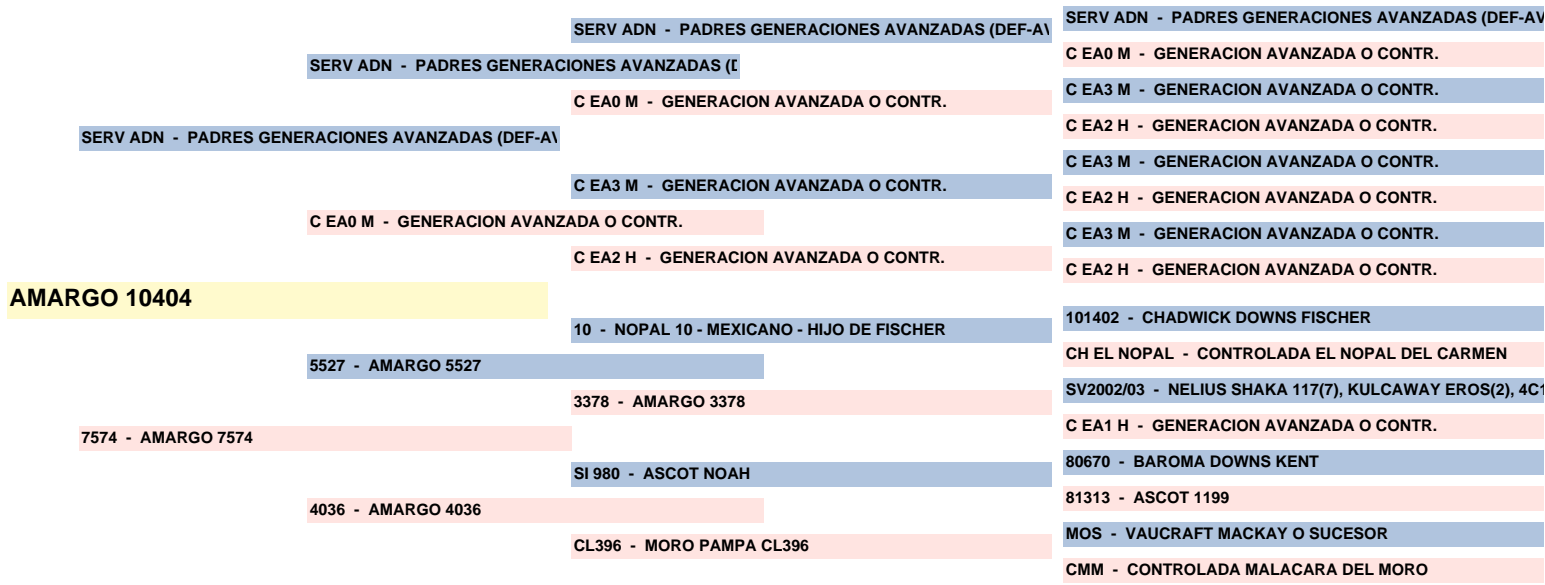 SERV ADN - PADRES GENERACIONES AVANZADAS (DEF-AV
SERV ADN - PADRES GENERACIONES AVANZADAS (DEF-AV
C EA0 M - GENERACION AVANZADA O CONTR.
SERV ADN - PADRES GENERACIONES AVANZADAS (D
C EA3 M - GENERACION AVANZADA O CONTR.
C EA0 M - GENERACION AVANZADA O CONTR.
C EA2 H - GENERACION AVANZADA O CONTR.
SERV ADN - PADRES GENERACIONES AVANZADAS (DEF-AV
C EA3 M - GENERACION AVANZADA O CONTR.
C EA3 M - GENERACION AVANZADA O CONTR.
C EA2 H - GENERACION AVANZADA O CONTR.
C EA0 M - GENERACION AVANZADA O CONTR.
C EA3 M - GENERACION AVANZADA O CONTR.
C EA2 H - GENERACION AVANZADA O CONTR.
C EA2 H - GENERACION AVANZADA O CONTR.
AMARGO 10404
101402 - CHADWICK DOWNS FISCHER
10 - NOPAL 10 - MEXICANO - HIJO DE FISCHER
CH EL NOPAL - CONTROLADA EL NOPAL DEL CARMEN
5527 - AMARGO 5527
SV2002/03 - NELIUS SHAKA 117(7), KULCAWAY EROS(2), 4C1
3378 - AMARGO 3378
C EA1 H - GENERACION AVANZADA O CONTR.
7574 - AMARGO 7574
80670 - BAROMA DOWNS KENT
SI 980 - ASCOT NOAH
81313 - ASCOT 1199
4036 - AMARGO 4036
MOS - VAUCRAFT MACKAY O SUCESOR
CL396 - MORO PAMPA CL396
CMM - CONTROLADA MALACARA DEL MORO